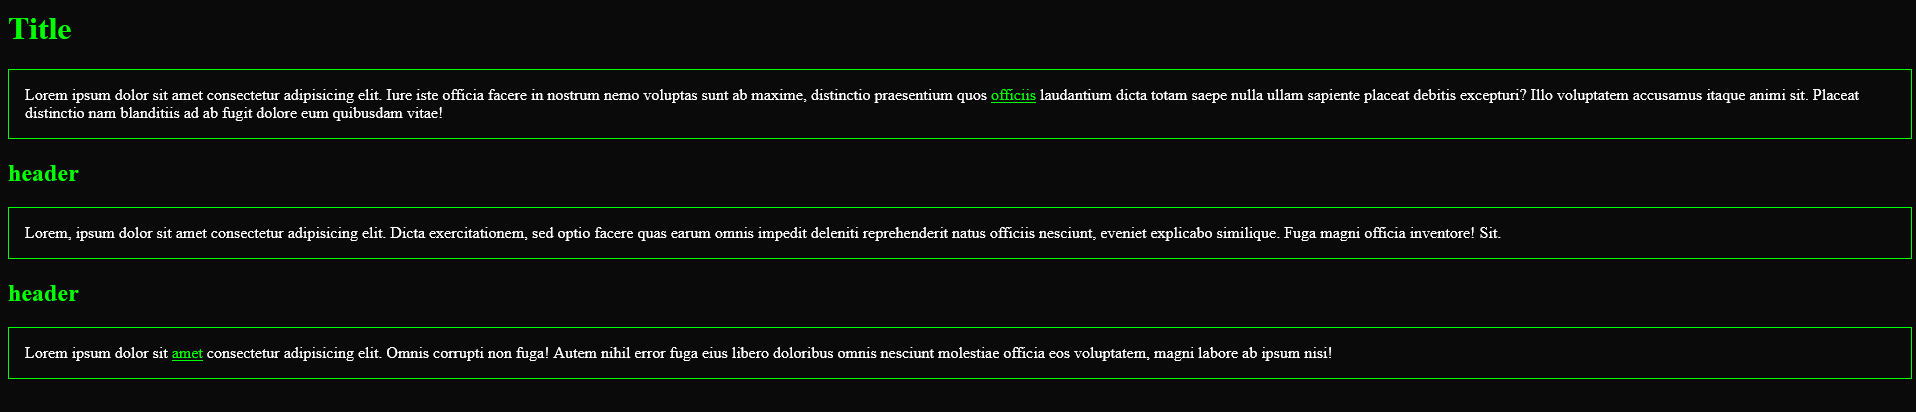 Title
Lorem ipsum dolor sit amet consectetur adipisicing elit. Iure iste officia facere in nostrum nemo voluptas sunt ab maxime, distinctio praesentium quos officiis laudantium dicta totam saepe nulla ullam sapiente placeat debitis excepturi? Illo voluptatem accusamus itaque animi sit. Placeat
distinctio nam blanditiis ad ab fugit dolore eum quibusdam vitae!
header
Lorem, ipsum dolor sit amet consectetur adipisicing elit. Dicta exercitationem, sed optio facere quas earum omnis impedit deleniti reprehenderit natus officiis nesciunt, eveniet explicabo similique. Fuga magni officia inventore! Sit.
header
Lorem ipsum dolor sit amet consectetur adipisicing elit. Omnis corrupti non fuga! Autem nihil error fuga eius libero doloribus omnis nesciunt molestiae officia eos voluptatem, magni labore ab ipsum nisi!